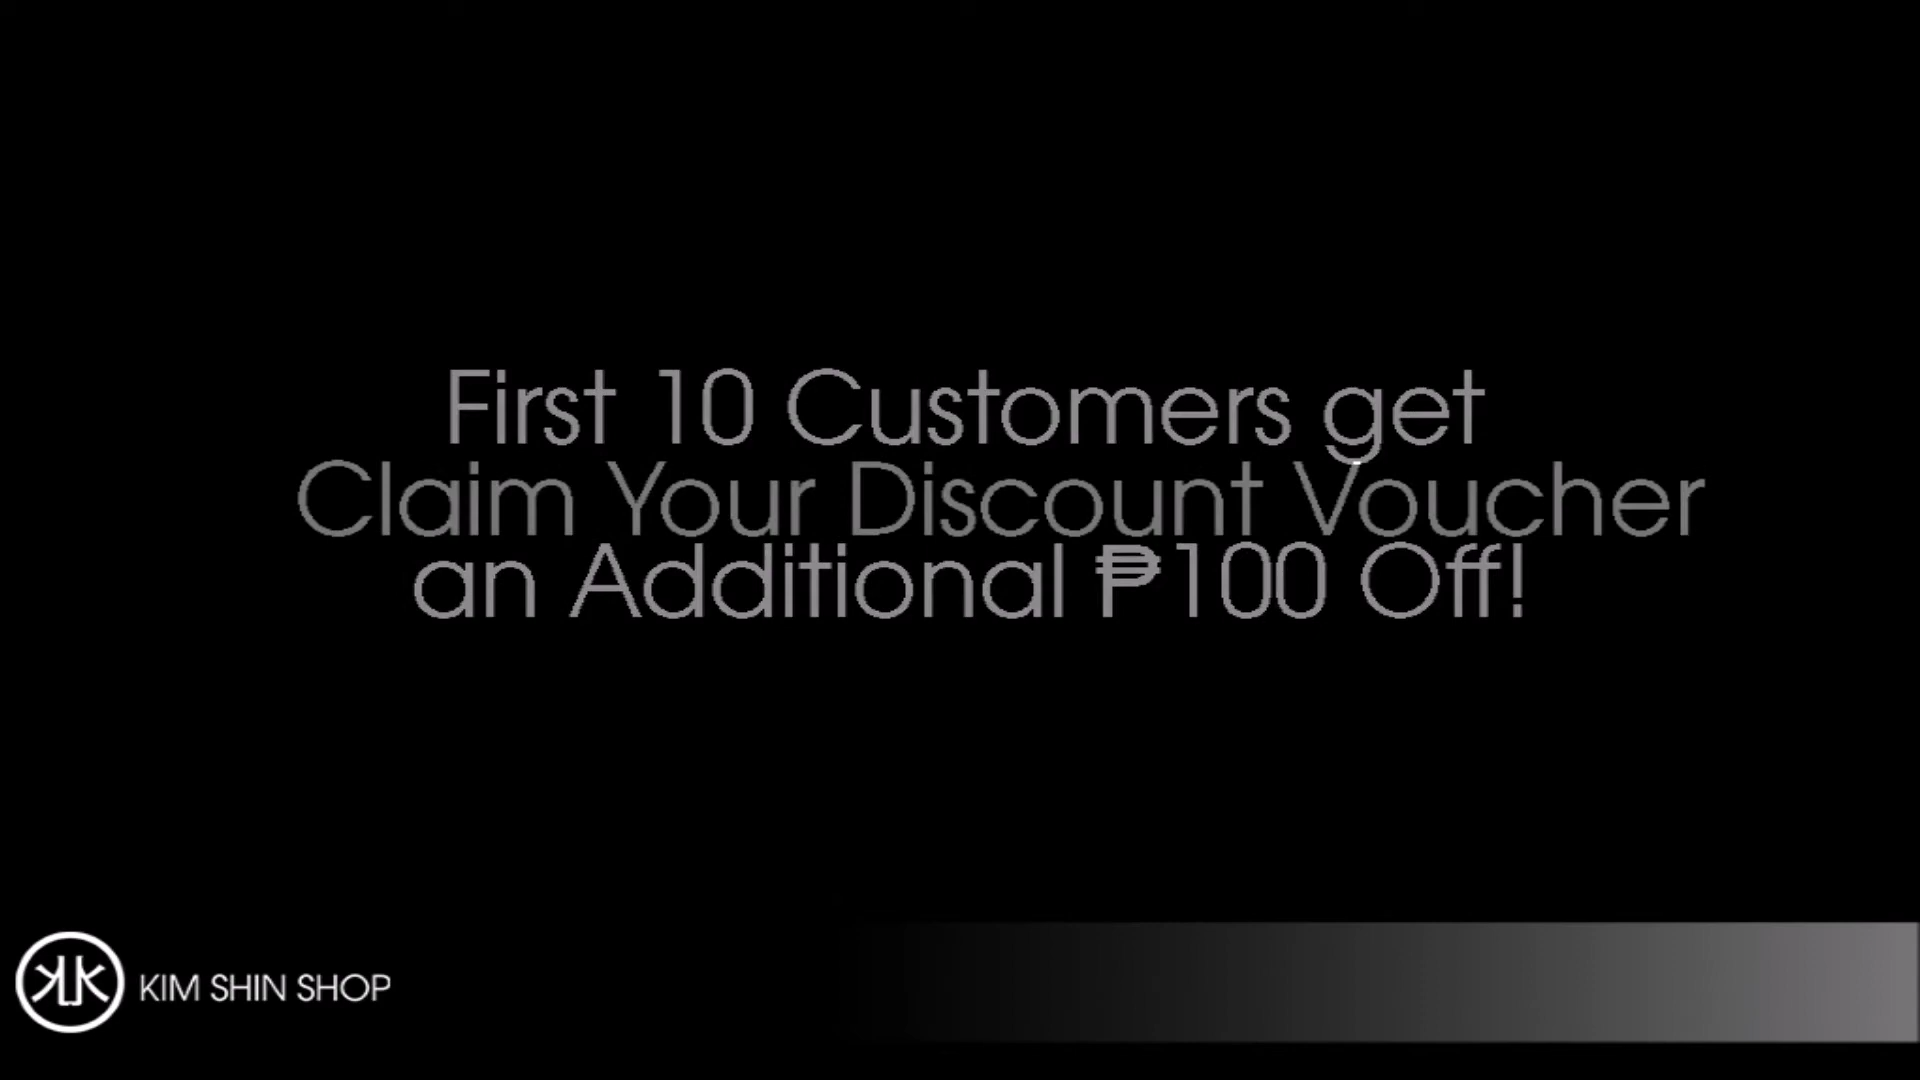 First 10 Customers get
Claim Your Discount Voucher
an Additional ₱100 Off!
KIM SHIN SHOP